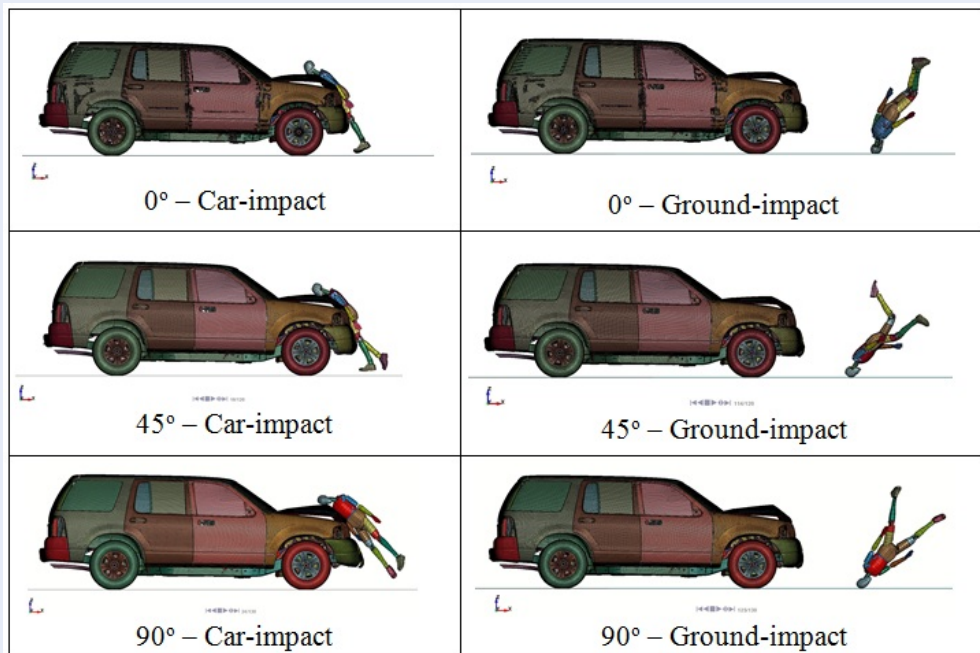 0° – Car-impact
0° – Ground-impact
45° – Car-impact
45° – Ground-impact
90° – Car-impact
90° – Ground-impact